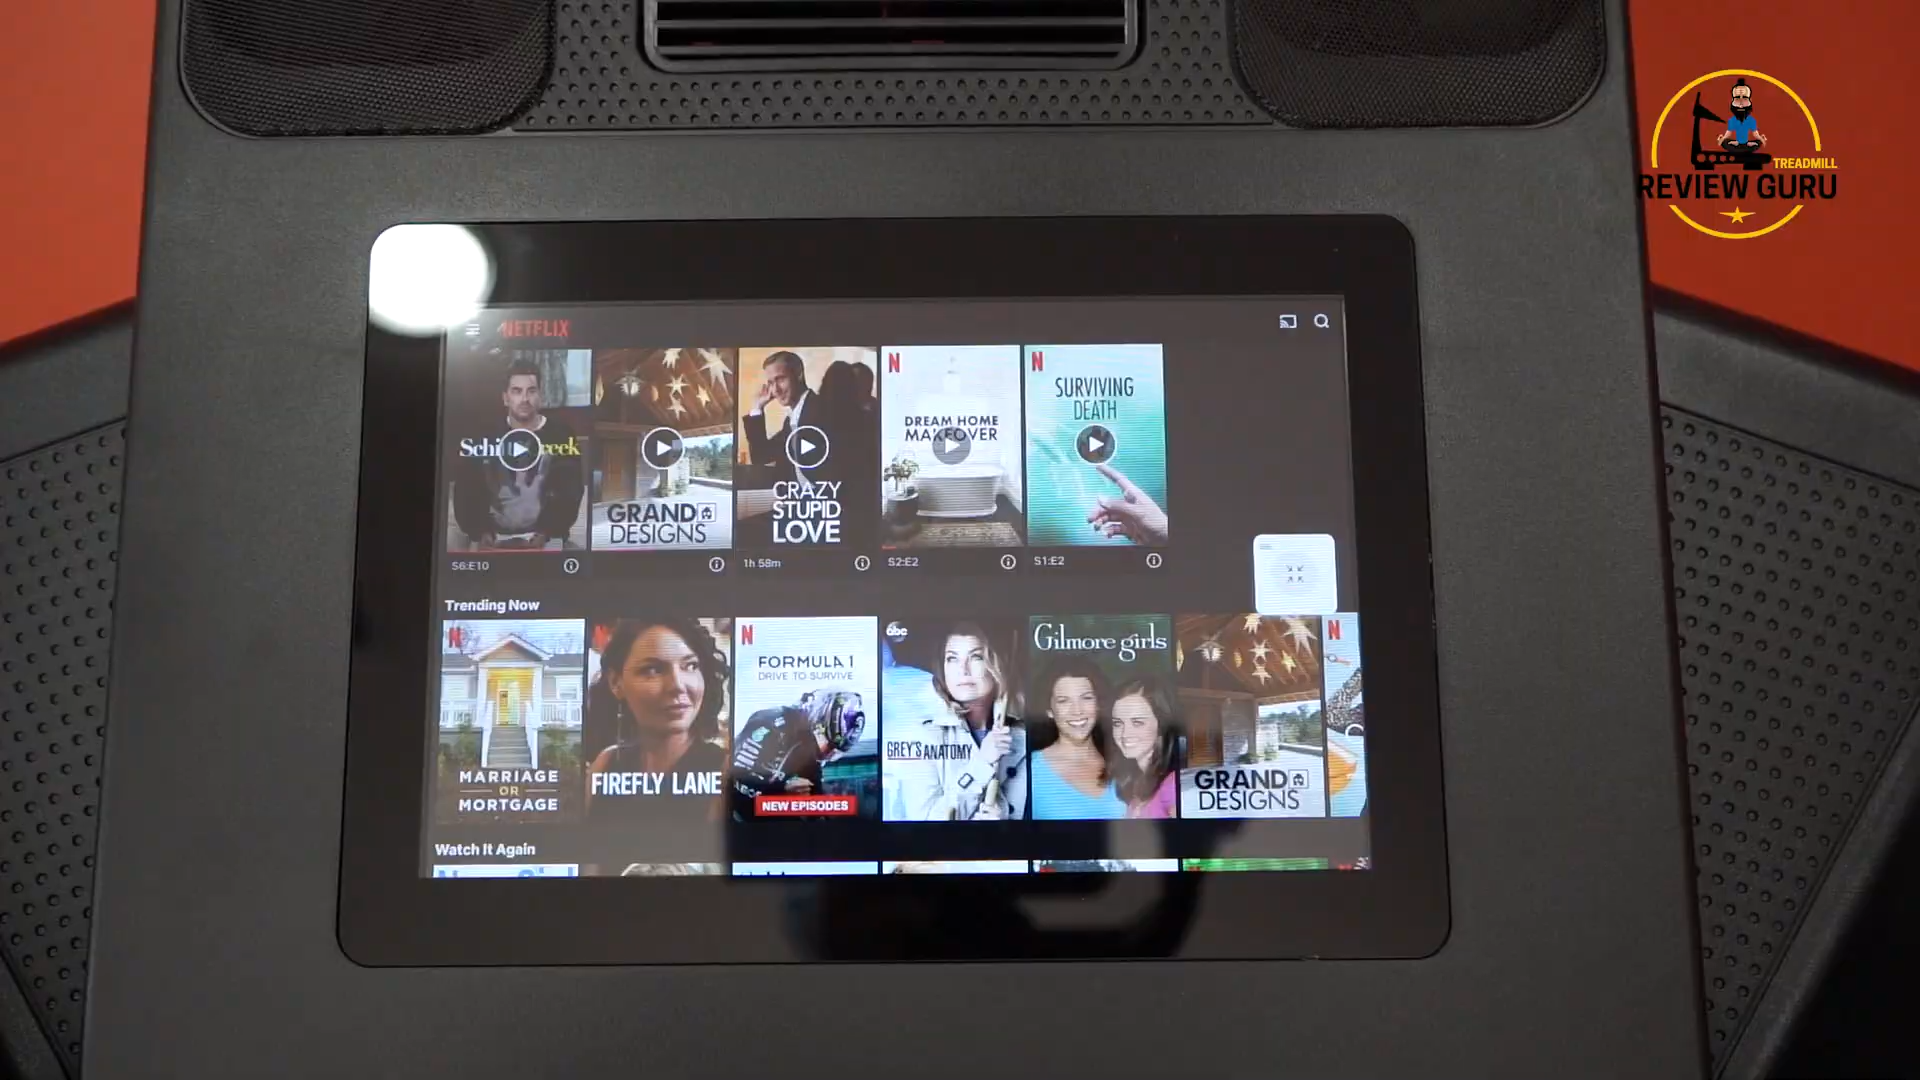 TREADMILL
REVIEW GURU
NETFLIX
Schitt's Creek
GRAND
DESIGNS
CRAZY
STUPID
LOVE
N
DREAM HOME
MAKEOVER
N
SURVIVING
DEATH
S6:E10
1h 58m
S2:E2
S1:E2
Trending Now
N
MARRIAGE
OR
MORTGAGE
N
FIREFLY LANE
N
FORMULA 1
DRIVE TO SURVIVE
NEW EPISODES
abc
GREY'S ANATOMY
Gilmore girls
GRAND
DESIGNS
N
Watch It Again